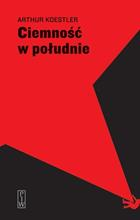 ARTHUR KOESTLER
Ciemność
w południe